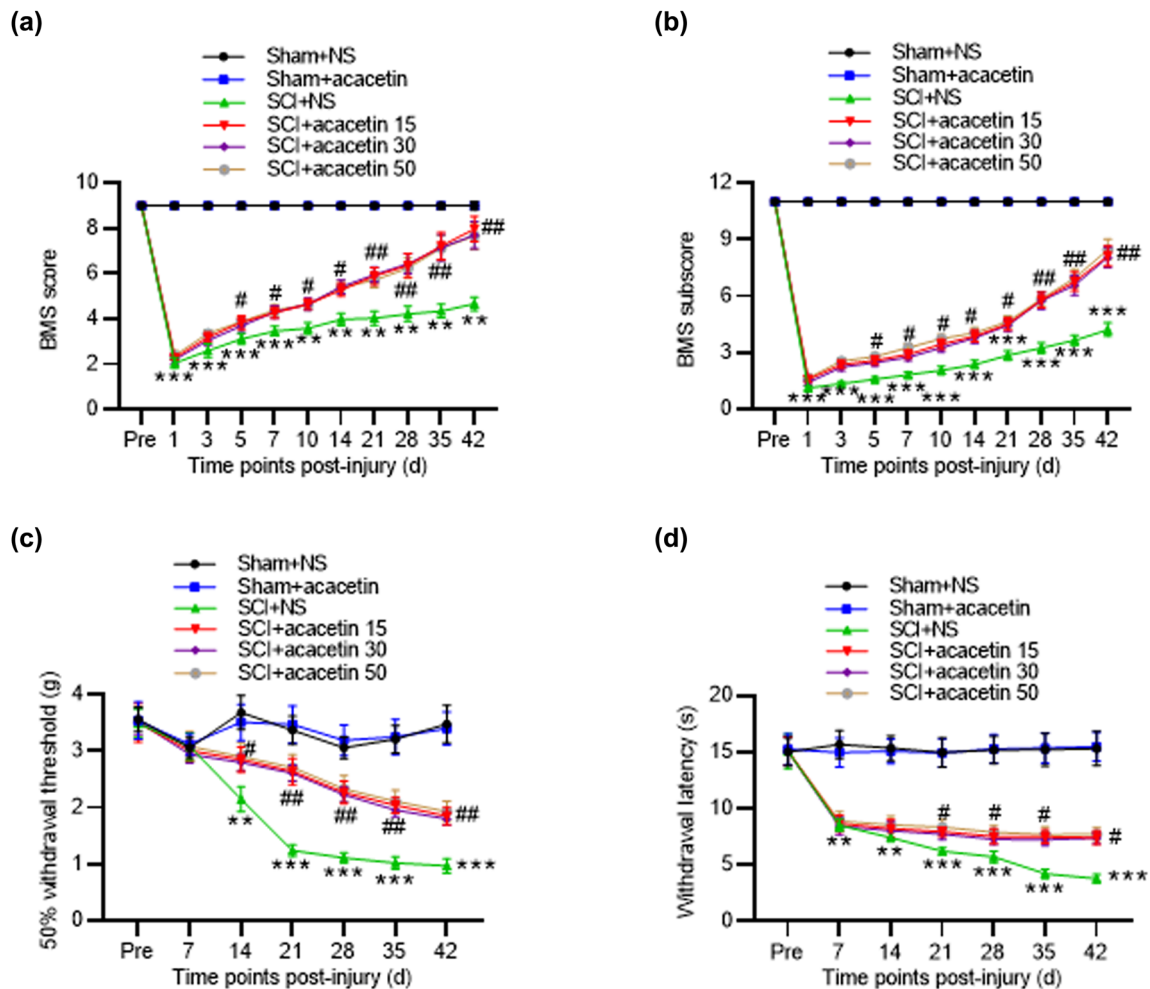 (a)
Sham+NS
Sham+acacetin
SCI+NS
SCI+acacetin 15
SCI+acacetin 30
SCI+acacetin 50
10
8
6
4
2
0
BMS score
# # # # ## ## ## ##
*** *** *** *** ** ** ** ** ** **
Pre 1 3 5 7 10 14 21 28 35 42
Time points post-injury (d)
(b)
Sham+NS
Sham+acacetin
SCI+NS
SCI+acacetin 15
SCI+acacetin 30
SCI+acacetin 50
12
9
6
3
0
BMS subscore
# # # # # ## ## ##
*** *** *** *** *** *** *** *** *** ***
Pre 1 3 5 7 10 14 21 28 35 42
Time points post-injury (d)
(c)
Sham+NS
Sham+acacetin
SCI+NS
SCI+acacetin 15
SCI+acacetin 30
SCI+acacetin 50
4
3
2
1
0
50% withdrawal threshold (g)
# ## ## ## ##
** *** *** *** ***
Pre 7 14 21 28 35 42
Time points post-injury (d)
(d)
Sham+NS
Sham+acacetin
SCI+NS
SCI+acacetin 15
SCI+acacetin 30
SCI+acacetin 50
20
15
10
5
0
Withdrawal latency (s)
# # # #
** ** *** *** *** ***
Pre 7 14 21 28 35 42
Time points post-injury (d)